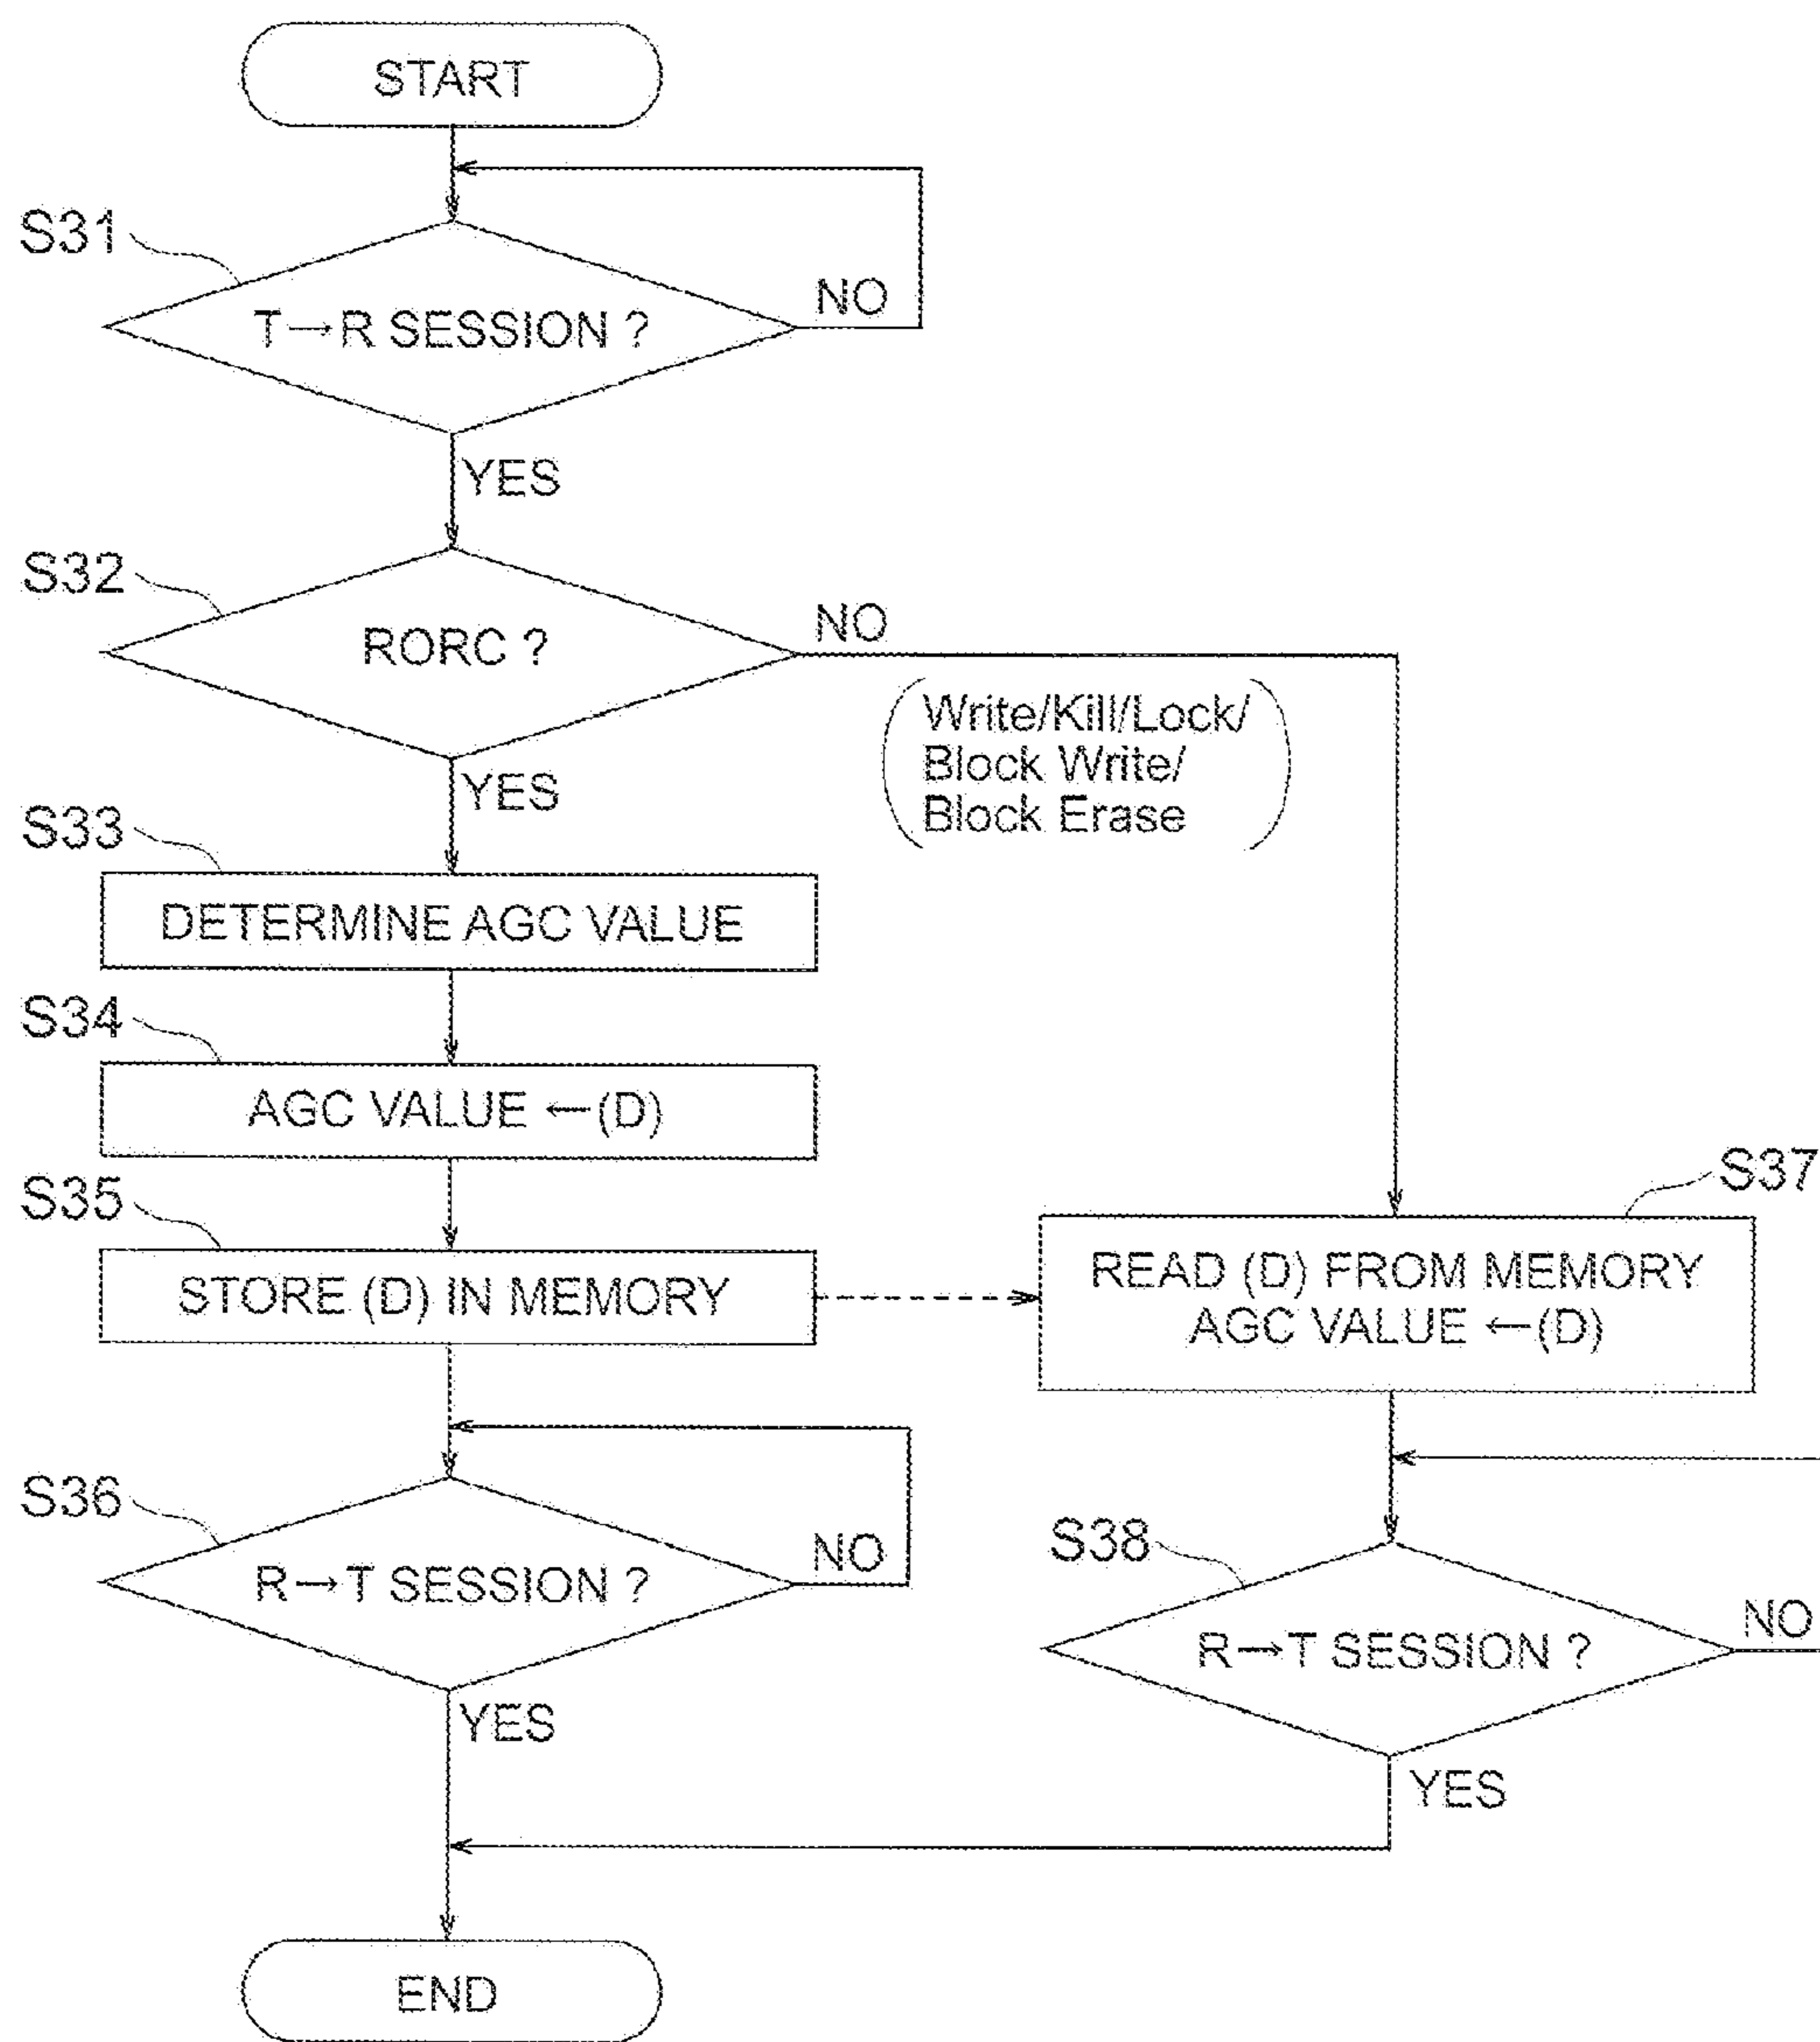 START
S31
T→R SESSION ?
NO
YES
S32
RORC ?
NO
(Write/Kill/Lock/
Block Write/
Block Erase)
YES
S33
DETERMINE AGC VALUE
S34
AGC VALUE ←(D)
S35
STORE (D) IN MEMORY
S37
READ (D) FROM MEMORY
AGC VALUE ←(D)
S36
R→T SESSION ?
NO
YES
S38
R→T SESSION ?
NO
YES
END